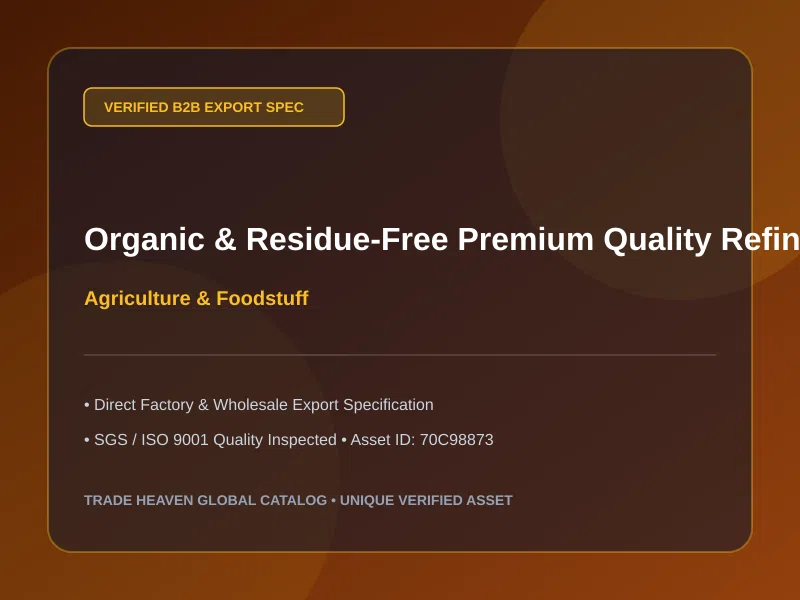 VERIFIED B2B EXPORT SPEC
Organic & Residue-Free Premium Quality Refin
Agriculture & Foodstuff
• Direct Factory & Wholesale Export Specification
• SGS / ISO 9001 Quality Inspected • Asset ID: 70C98873
TRADE HEAVEN GLOBAL CATALOG • UNIQUE VERIFIED ASSET